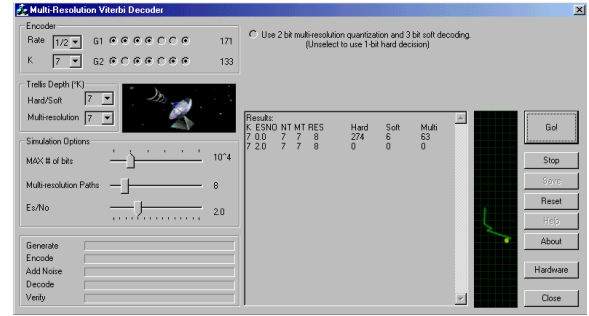 Multi-Resolution Viterbi Decoder
Encoder
Rate 1/2 G1 171
K 7 G2 133
Use 2 bit multi-resolution quantization and 3 bit soft decoding.
(Unselect to use 1-bit hard decision)
Trellis Depth (*K)
Hard/Soft 7
Multi-resolution 7
Simulation Options
MAX # of bits 10^4
Multi-resolution Paths 8
Es/No 2.0
Generate
Encode
Add Noise
Decode
Verify
Results:
K ESNO NT MT RES Hard Soft Multi
7 0.0 7 7 8 274 6 63
7 2.0 7 7 8 0 0 0
Go!
Stop
Save
Reset
Help
About
Hardware
Close